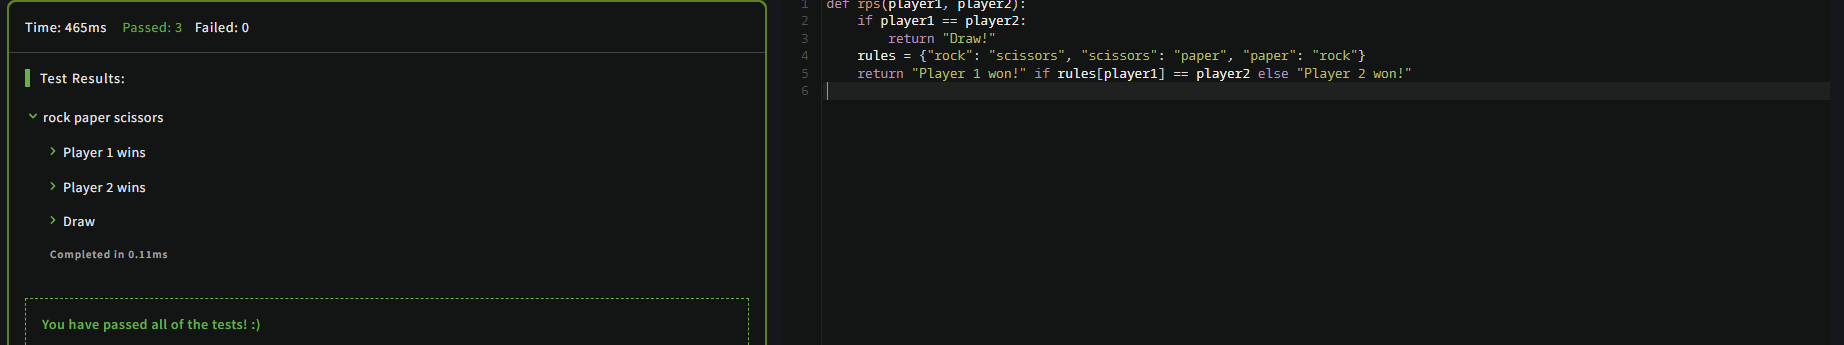 Time: 465ms Passed: 3 Failed: 0
Test Results:
rock paper scissors
Player 1 wins
Player 2 wins
Draw
Completed in 0.11ms
You have passed all of the tests! :)
1 def rps(player1, player2):
2     if player1 == player2:
3         return "Draw!"
4     rules = {"rock": "scissors", "scissors": "paper", "paper": "rock"}
5     return "Player 1 won!" if rules[player1] == player2 else "Player 2 won!"
6